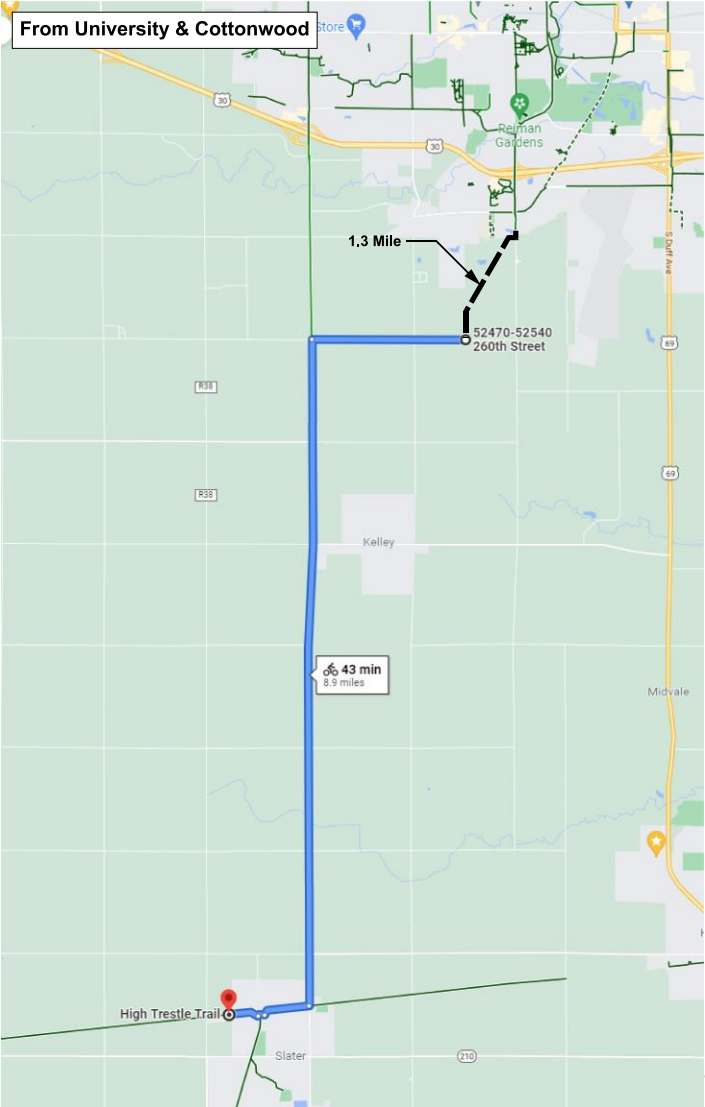 From University & Cottonwood
Store
30
30
Reiman
Gardens
1.3 Mile
S Duff Ave
52470-52540
260th Street
69
R38
69
R38
Kelley
43 min
8.9 miles
Midvale
H
High Trestle Trail
Slater
210